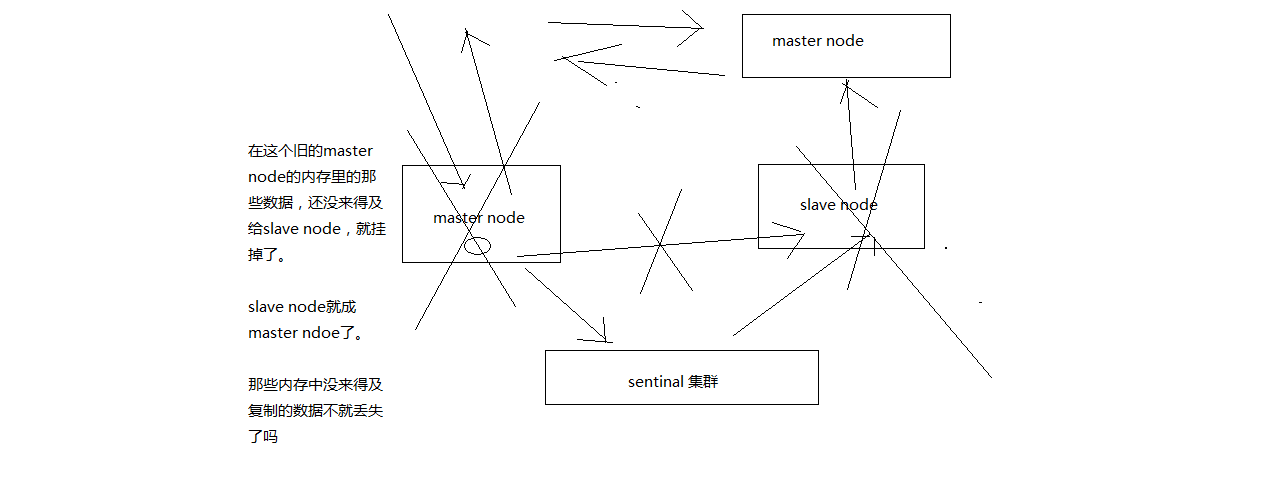 master node
在这个旧的master
node的内存里的那
些数据，还没来得及
给slave node，就挂
掉了。
slave node就成
master ndoe了。
那些内存中没来得及
复制的数据不就丢失
了吗
master node
slave node
sentinal 集群